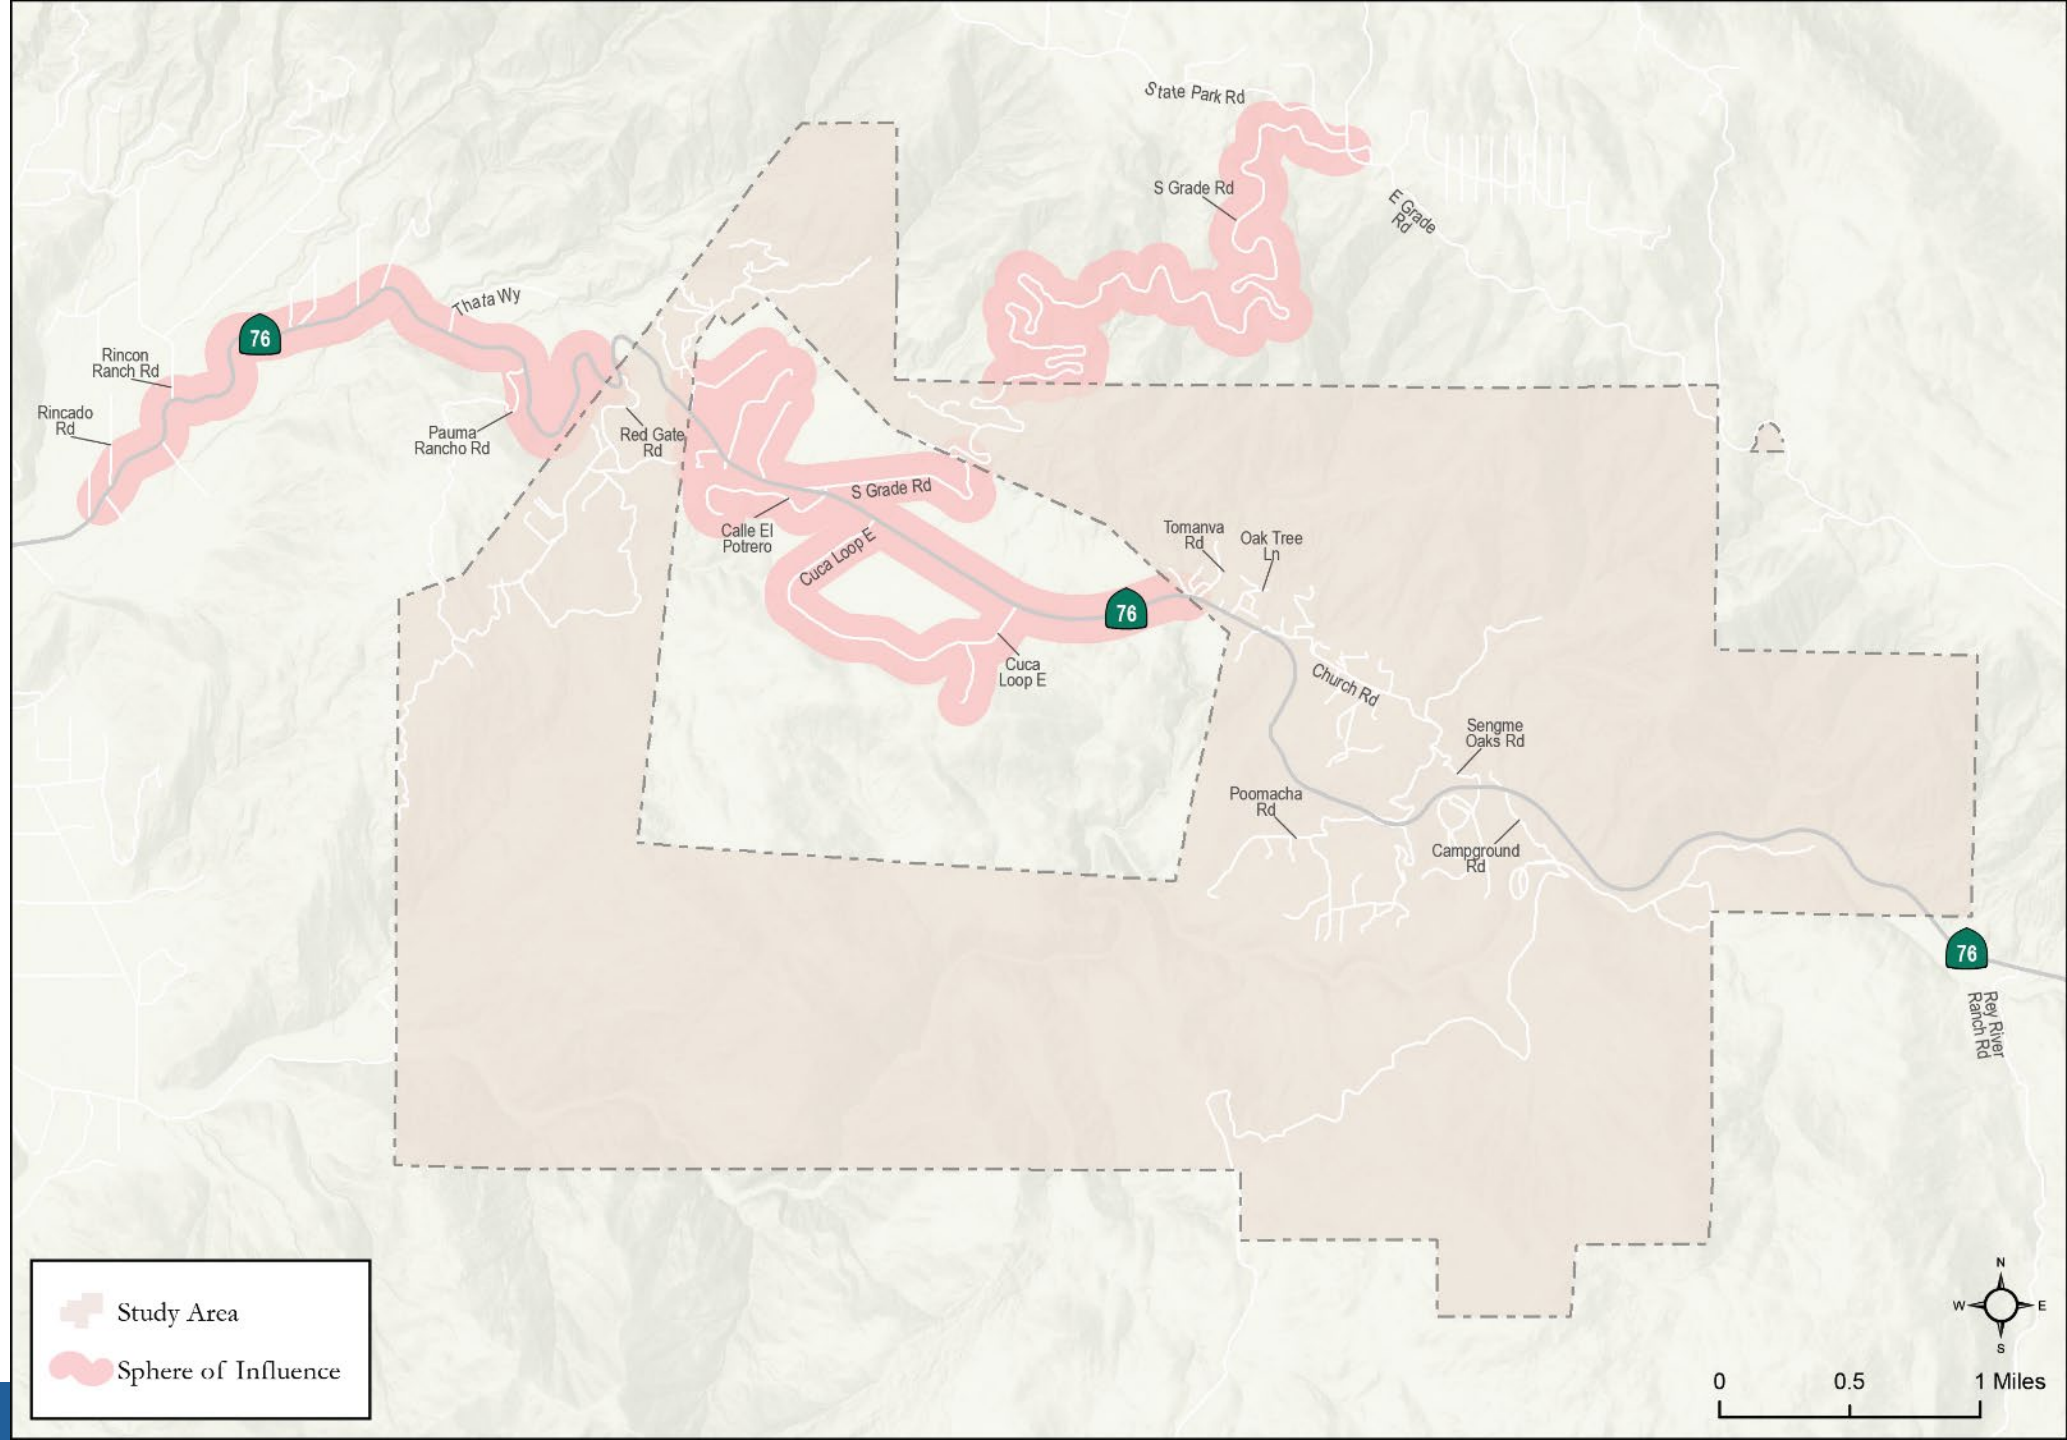 State Park Rd
S Grade Rd
E Grade
Rd
Thata Wy
76
Rincon
Ranch Rd
Rincado
Rd
Pauma
Rancho Rd
Red Gate
Rd
S Grade Rd
Calle El
Potrero
Cuca Loop E
Tomanva
Rd
Oak Tree
Ln
76
Cuca
Loop E
Church Rd
Sengme
Oaks Rd
Poomacha
Rd
Campground
Rd
76
Rey River
Ranch Rd
Study Area
Sphere of Influence
N
W
E
S
0
0.5
1 Miles